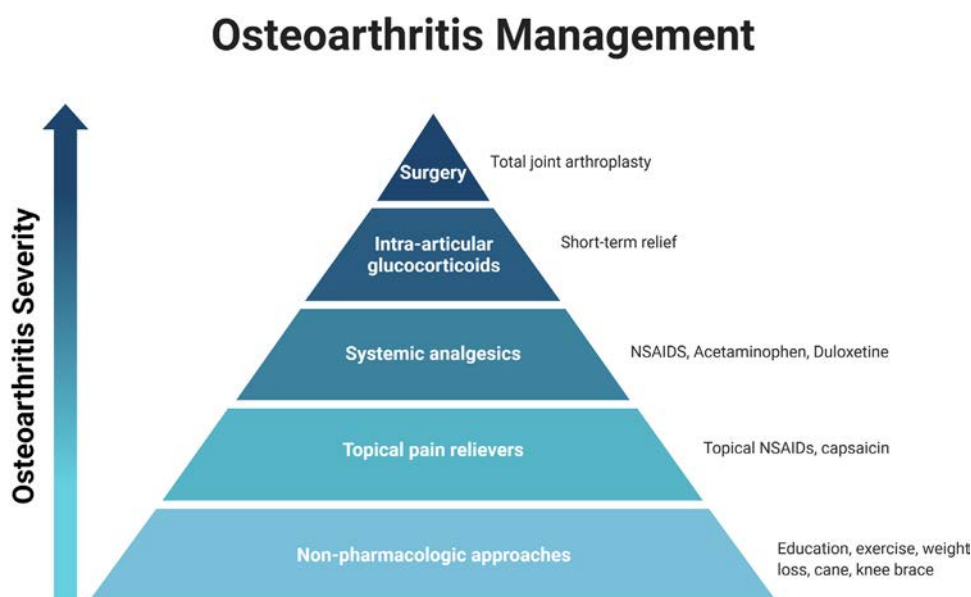 Osteoarthritis Management
Osteoarthritis Severity
Surgery
Total joint arthroplasty
Intra-articular
glucocorticoids
Short-term relief
Systemic analgesics
NSAIDS, Acetaminophen, Duloxetine
Topical pain relievers
Topical NSAIDs, capsaicin
Non-pharmacologic approaches
Education, exercise, weight
loss, cane, knee brace